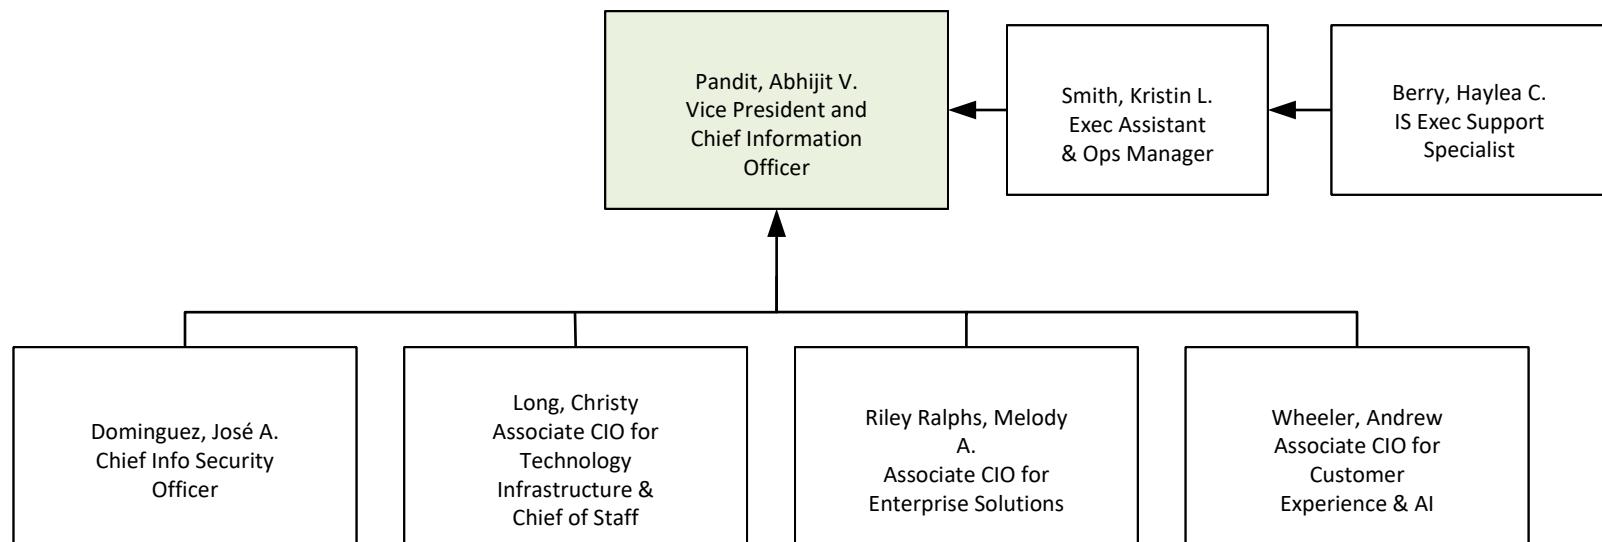 Pandit, Abhijit V.
Vice President and
Chief Information
Officer
Smith, Kristin L.
Exec Assistant
& Ops Manager
Berry, Haylea C.
IS Exec Support
Specialist
Dominguez, José A.
Chief Info Security
Officer
Long, Christy
Associate CIO for
Technology
Infrastructure &
Chief of Staff
Riley Ralphs, Melody
A.
Associate CIO for
Enterprise Solutions
Wheeler, Andrew
Associate CIO for
Customer
Experience & AI